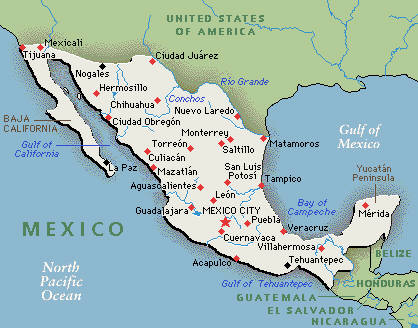 UNITED STATES
OF AMERICA
Mexicali
Tijuana
Ciudad Juárez
Nogales
Rio Grande
Hermosillo
Conchos
Chihuahua
Nuevo Laredo
BAJA
CALIFORNIA
Ciudad Obregón
Monterrey
Gulf of
Mexico
Gulf of
California
Torreón
Saltillo
Matamoros
Culiacán
La Paz
Mazatlán
San Luis
Potosí
Yucatán
Peninsula
Aguascalientes
Tampico
León
Bay of
Campeche
Guadalajara
MEXICO CITY
Mérida
Puebla
Veracruz
MEXICO
Cuernavaca
Villahermosa
BELIZE
Acapulco
Tehuantepec
North
Pacific
Ocean
Gulf of Tehuantepec
HONDURAS
GUATEMALA
EL SALVADOR
NICARAGUA